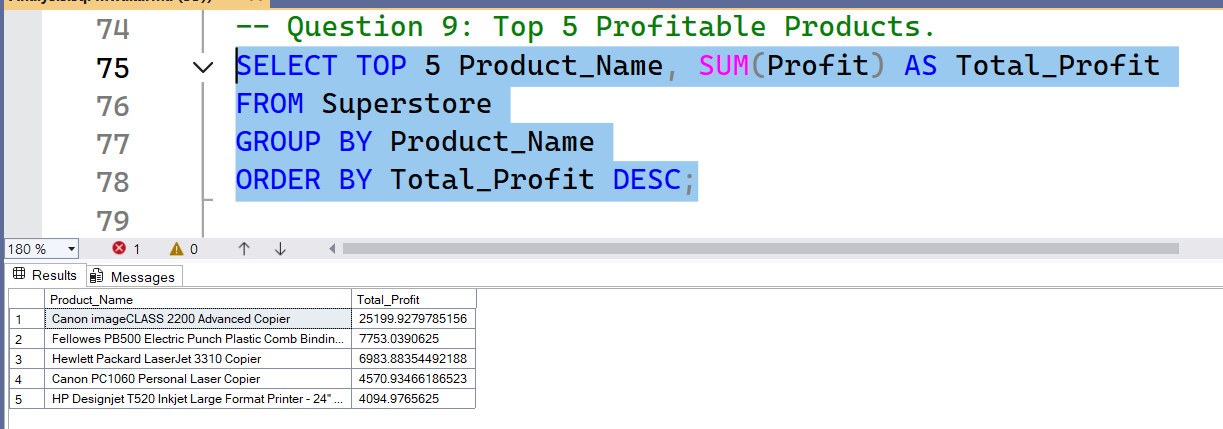 74 -- Question 9: Top 5 Profitable Products.
75 SELECT TOP 5 Product_Name, SUM(Profit) AS Total_Profit
76 FROM Superstore
77 GROUP BY Product_Name
78 ORDER BY Total_Profit DESC;
79
180 % 1 0
Results Messages
Product_Name Total_Profit
1 Canon imageCLASS 2200 Advanced Copier 25199.9279785156
2 Fellowes PB500 Electric Punch Plastic Comb Bindin... 7753.0390625
3 Hewlett Packard LaserJet 3310 Copier 6983.88354492188
4 Canon PC1060 Personal Laser Copier 4570.93466186523
5 HP Designjet T520 Inkjet Large Format Printer - 24" ... 4094.9765625